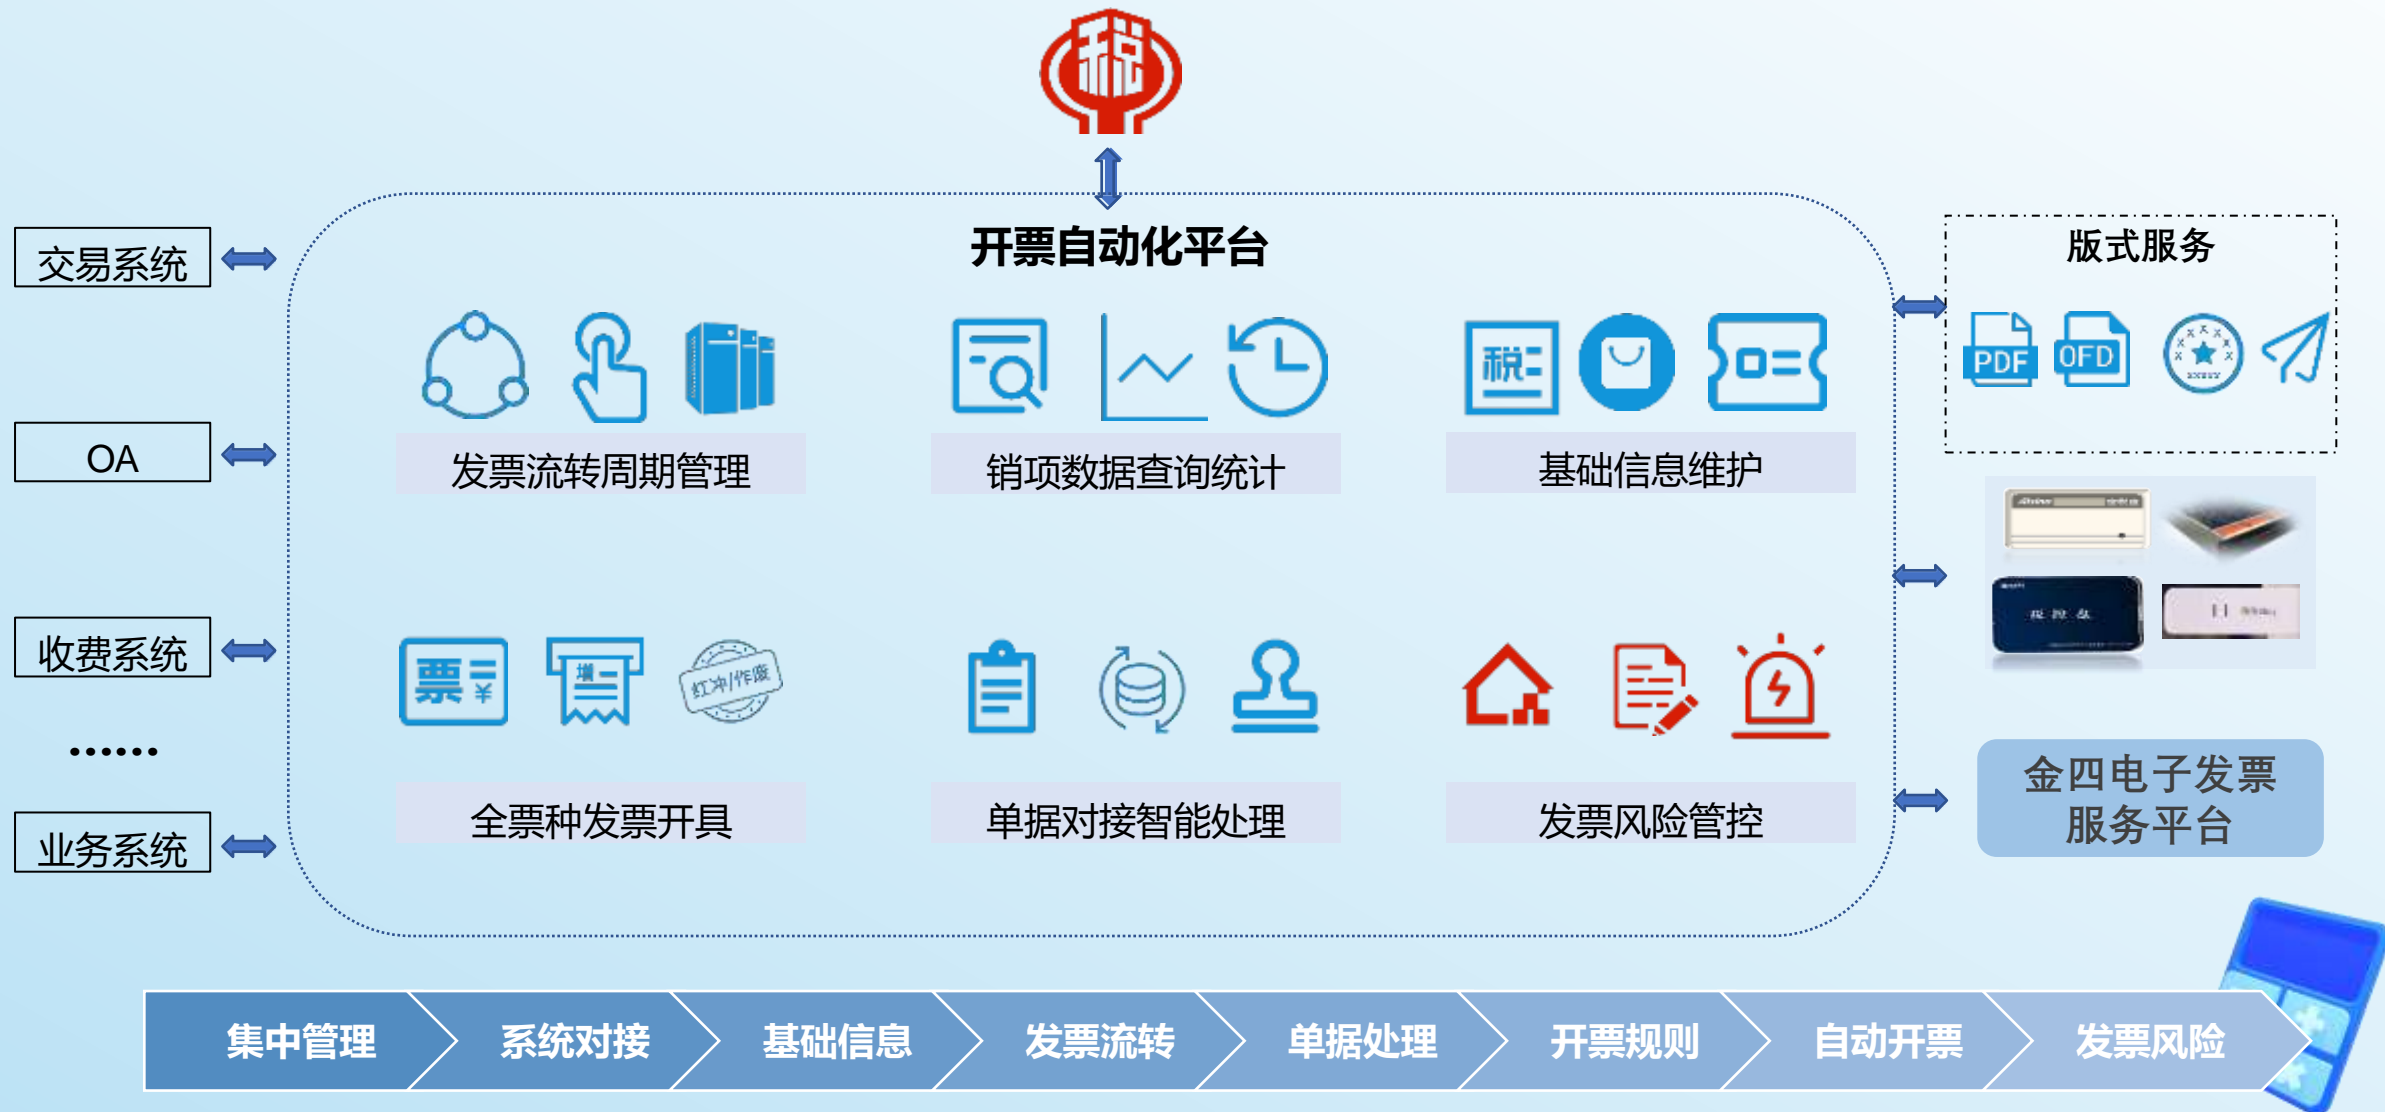 税
开票自动化平台
交易系统
OA
收费系统
......
业务系统
税
发票流转周期管理
销项数据查询统计
基础信息维护
票
¥
增
红冲/作废
全票种发票开具
单据对接智能处理
发票风险管控
版式服务
PDF
OFD
税控盘
金四电子发票
服务平台
集中管理
系统对接
基础信息
发票流转
单据处理
开票规则
自动开票
发票风险